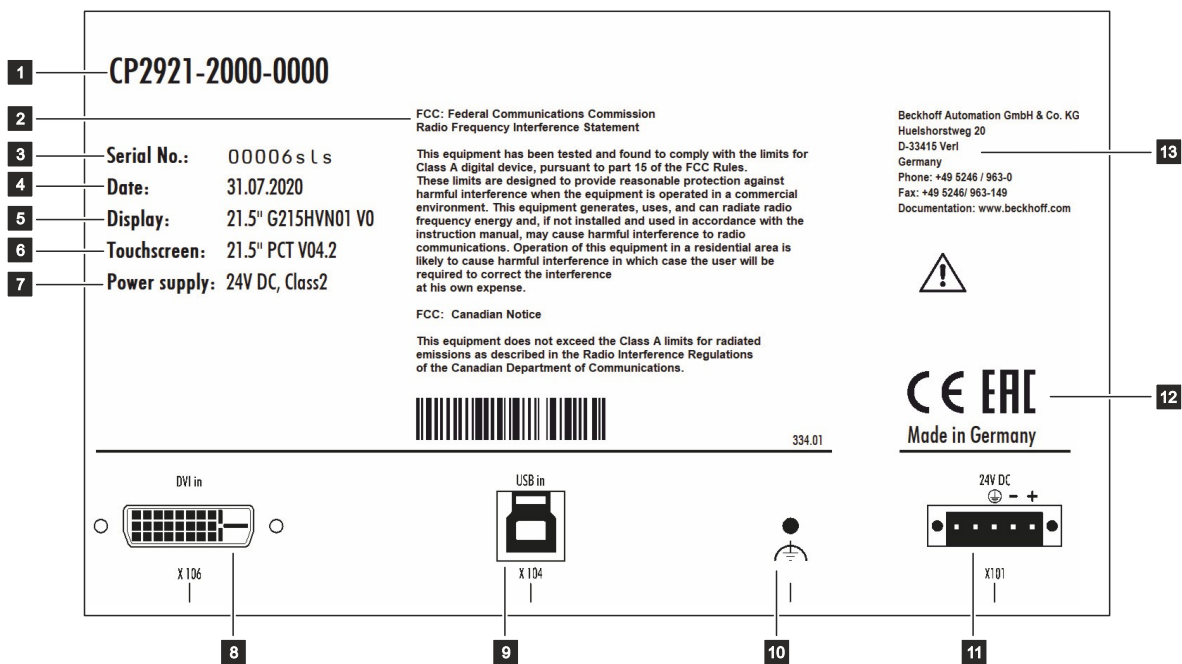 1
CP2921-2000-0000
2
FCC: Federal Communications Commission
Radio Frequency Interference Statement
This equipment has been tested and found to comply with the limits for
Class A digital device, pursuant to part 15 of the FCC Rules.
These limits are designed to provide reasonable protection against
harmful interference when the equipment is operated in a commercial
environment. This equipment generates, uses, and can radiate radio
frequency energy and, if not installed and used in accordance with the
instruction manual, may cause harmful interference to radio
communications. Operation of this equipment in a residential area is
likely to cause harmful interference in which case the user will be
required to correct the interference
at his own expense.
FCC: Canadian Notice
This equipment does not exceed the Class A limits for radiated
emissions as described in the Radio Interference Regulations
of the Canadian Department of Communications.
3
Serial No.: 00006sls
4
Date: 31.07.2020
5
Display: 21.5" G215HVN01 V0
6
Touchscreen: 21.5" PCT V04.2
7
Power supply: 24V DC, Class2
Beckhoff Automation GmbH & Co. KG
Huelshorstweg 20
D-33415 Verl
Germany
Phone: +49 5246 / 963-0
Fax: +49 5246/ 963-149
Documentation: www.beckhoff.com
13
CE EAC
12
Made in Germany
334.01
DVI in
USB in
24V DC
- +
X 106
X 104
X101
8
9
10
11